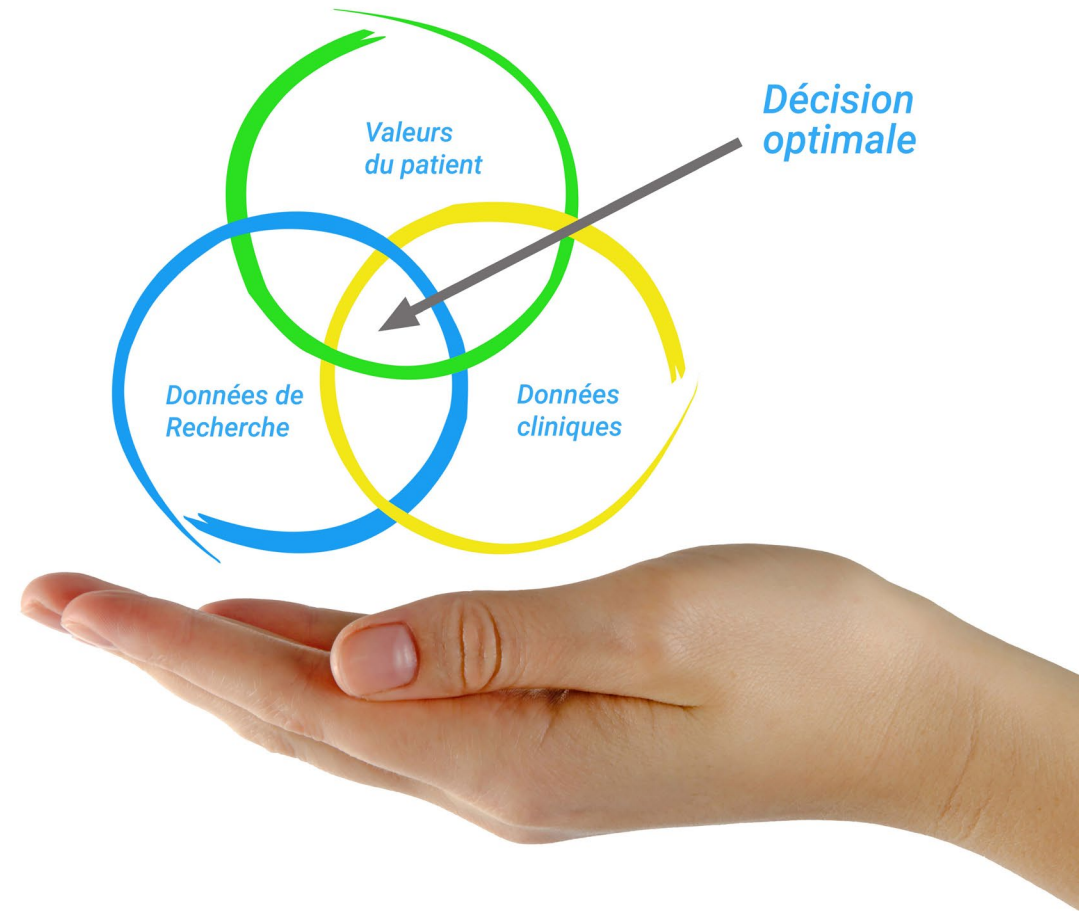 Valeurs
du patient
Décision
optimale
Données de
Recherche
Données
cliniques